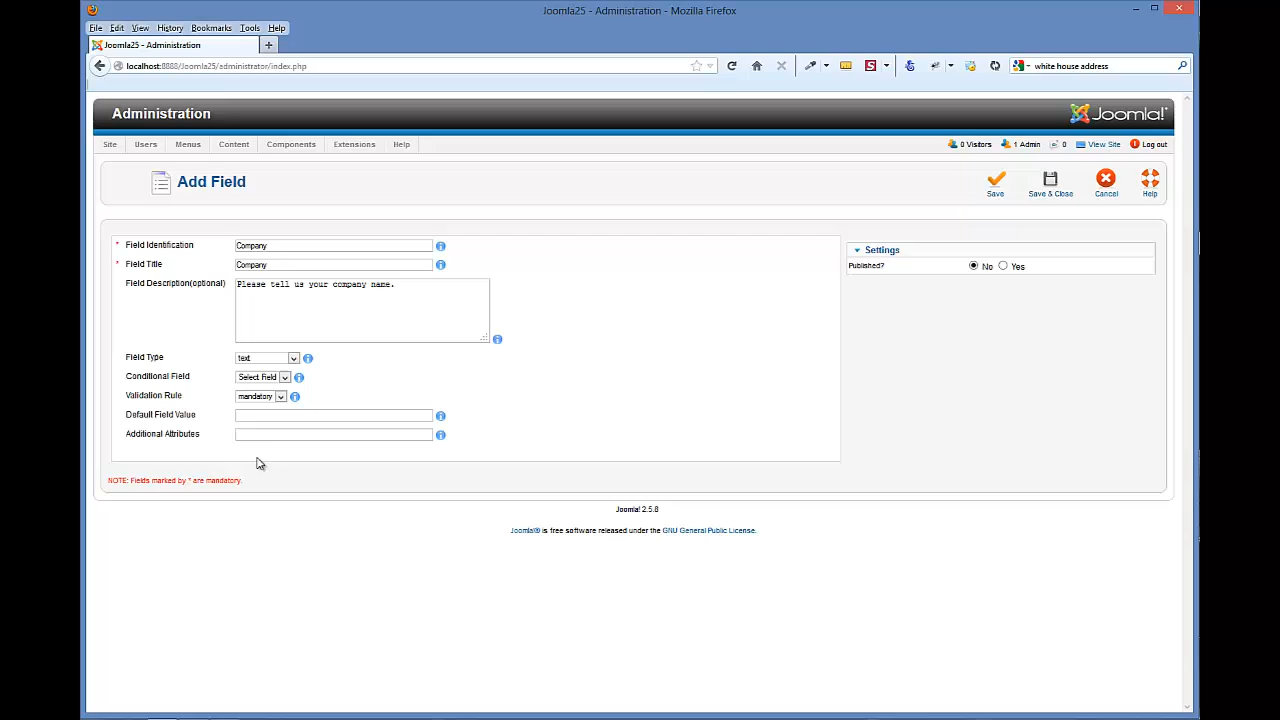 Joomla25 - Administration - Mozilla Firefox
File Edit View History Bookmarks Tools Help
Joomla25 - Administration
localhost:8888/Joomla25/administrator/index.php
white house address
Administration
Joomla!
Site Users Menus Content Components Extensions Help
0 Visitors 1 Admin 0 View Site Log out
Add Field
Save Save & Close Cancel Help
* Field Identification Company
* Field Title Company
Field Description(optional) Please tell us your company name.
Field Type text
Conditional Field Select Field
Validation Rule mandatory
Default Field Value
Additional Attributes
Settings
Published? No Yes
NOTE: Fields marked by * are mandatory.
Joomla! 2.5.8
Joomla!® is free software released under the GNU General Public License.